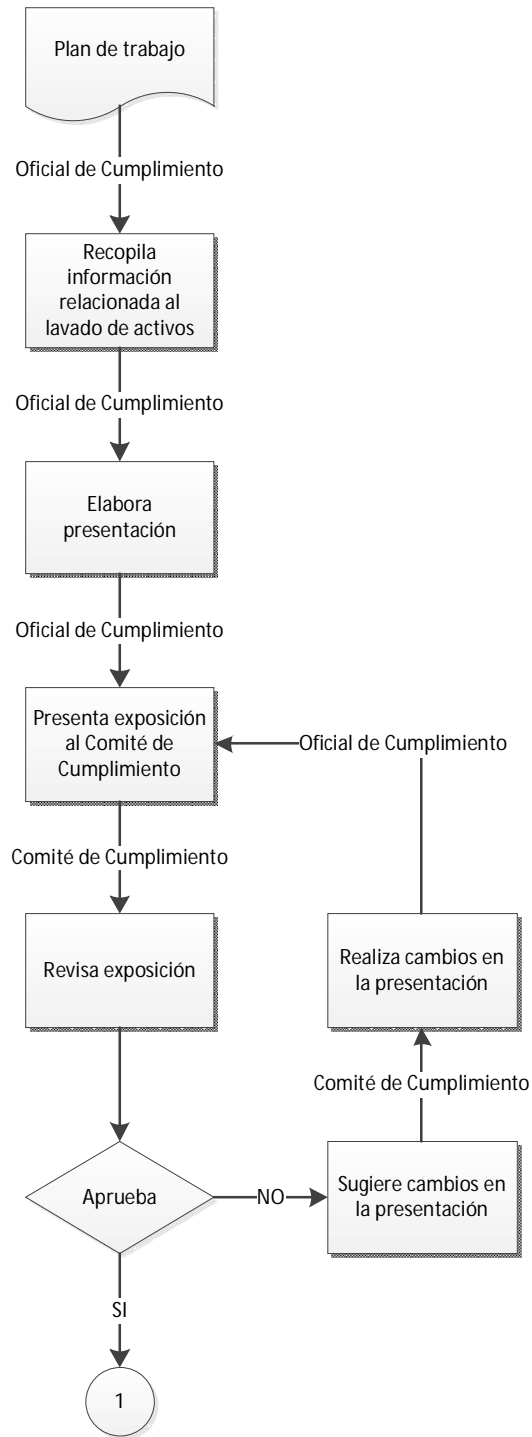 Plan de trabajo
Oficial de Cumplimiento
Recopila
información
relacionada al
lavado de activos
Oficial de Cumplimiento
Elabora
presentación
Oficial de Cumplimiento
Presenta exposición
al Comité de
Cumplimiento
Oficial de Cumplimiento
Comité de Cumplimiento
Revisa exposición
Realiza cambios en
la presentación
Comité de Cumplimiento
Aprueba
NO
Sugiere cambios en
la presentación
SI
1